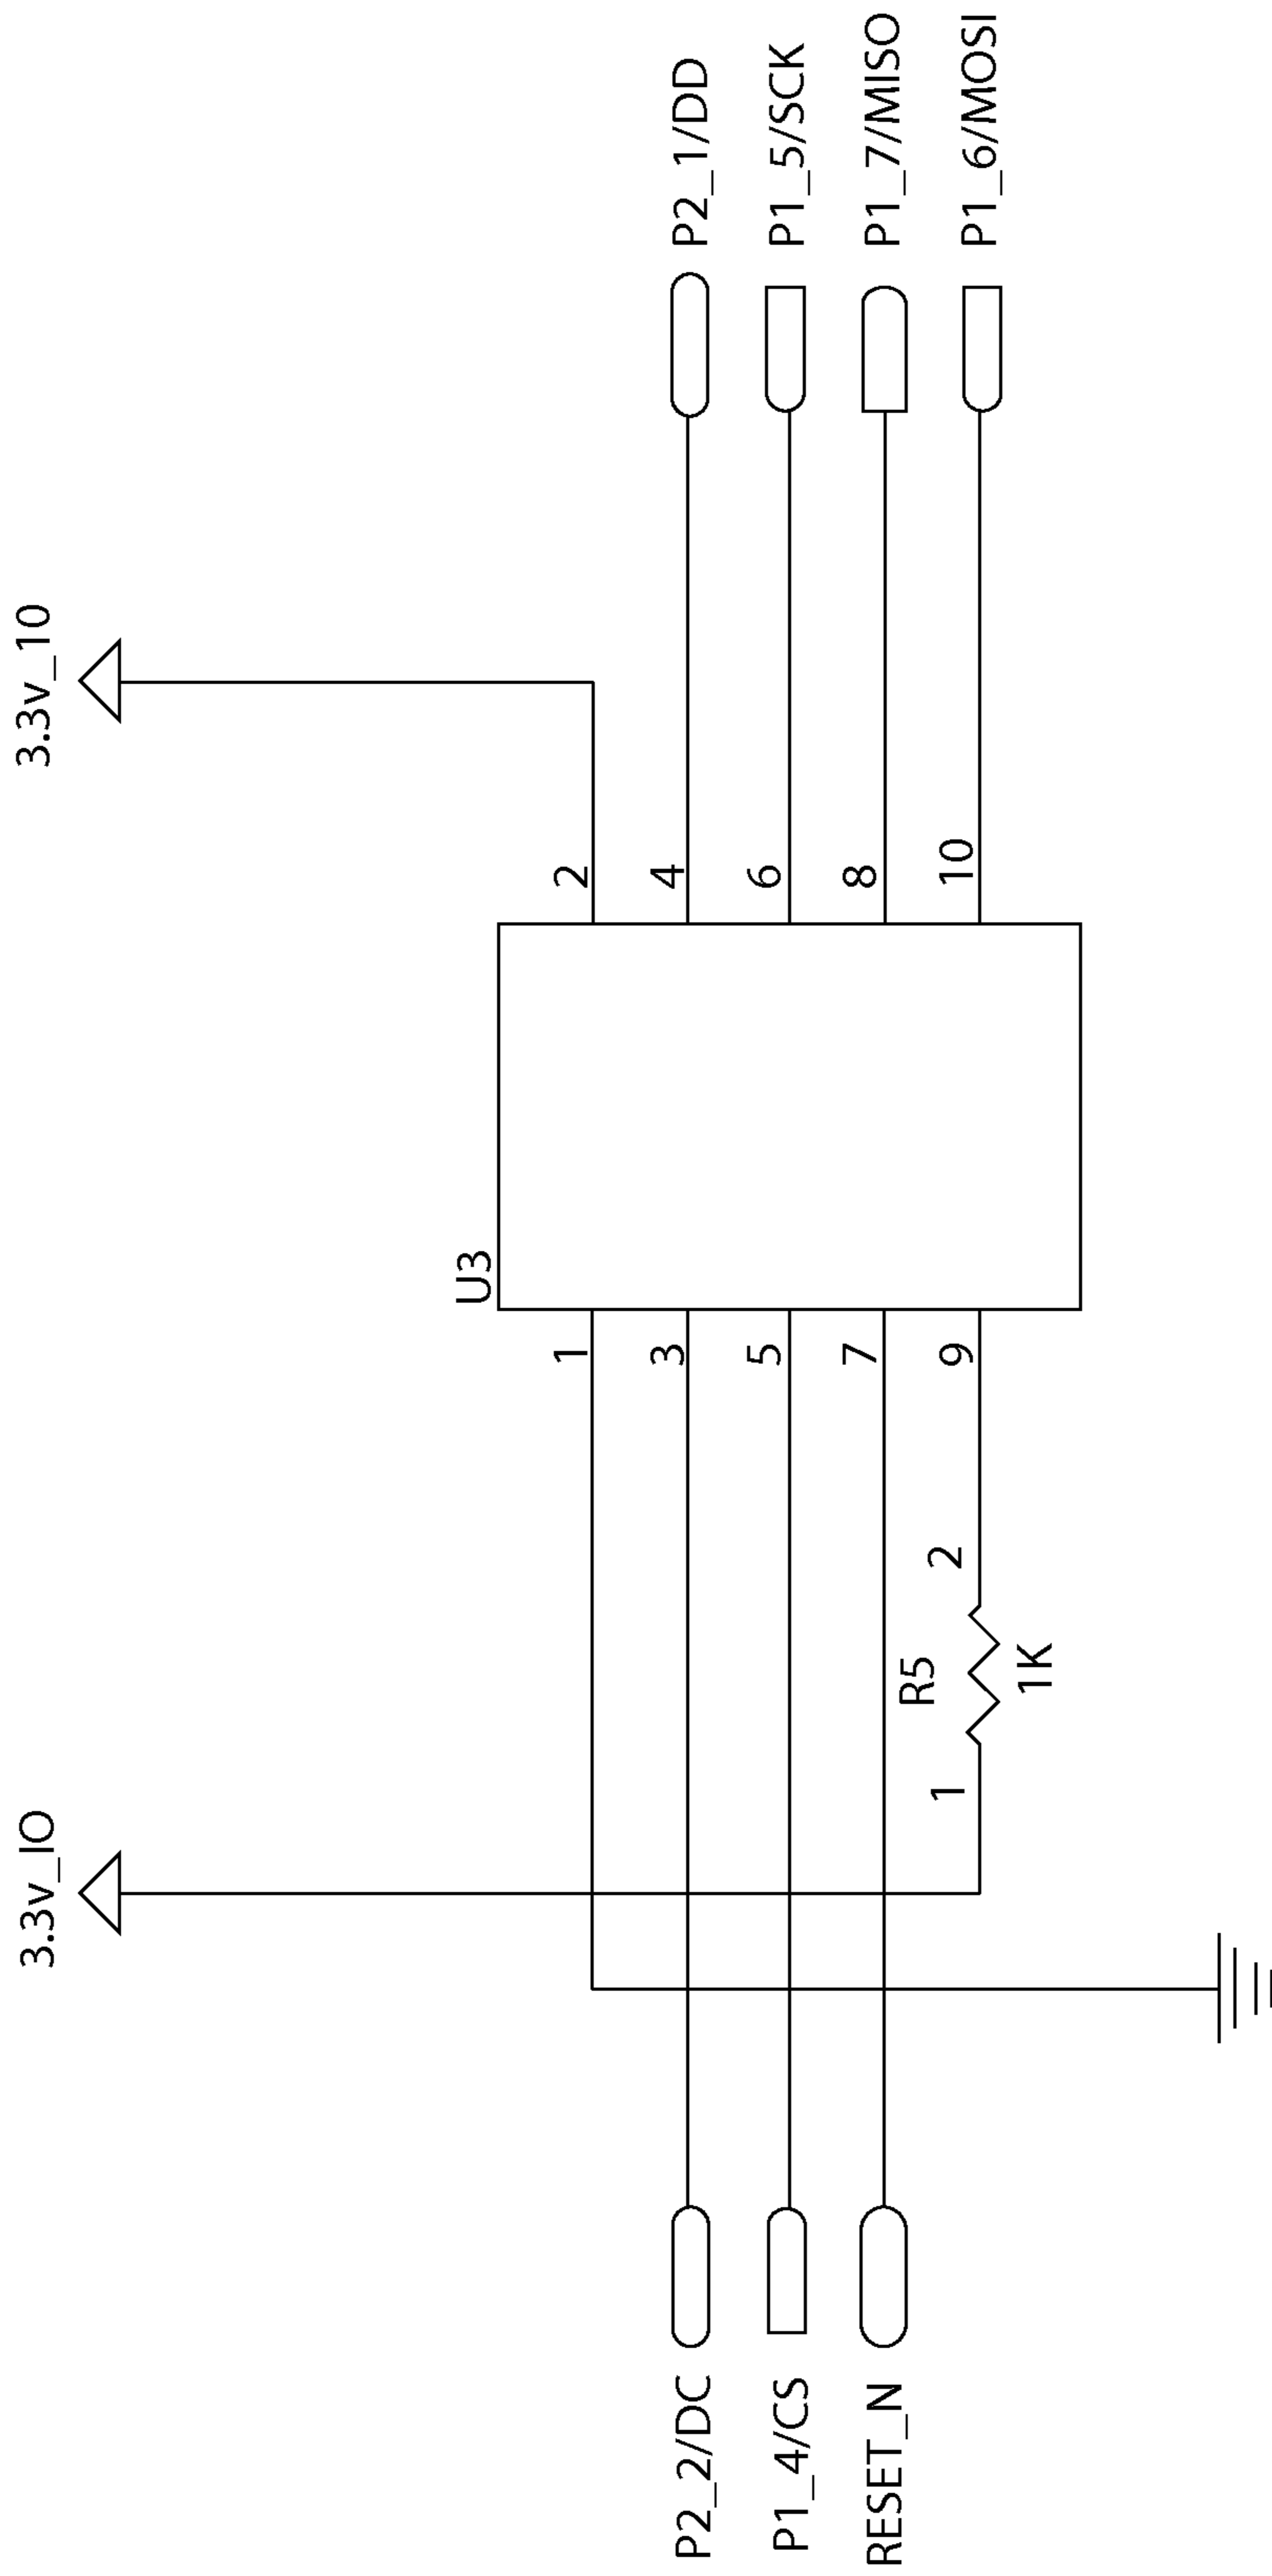 3.3v_IO
3.3v_10
U3
1
2
P2_2/DC
3
4
P2_1/DD
P1_4/CS
5
6
P1_5/SCK
RESET_N
7
8
P1_7/MISO
R5
1
2
9
10
P1_6/MOSI
1K